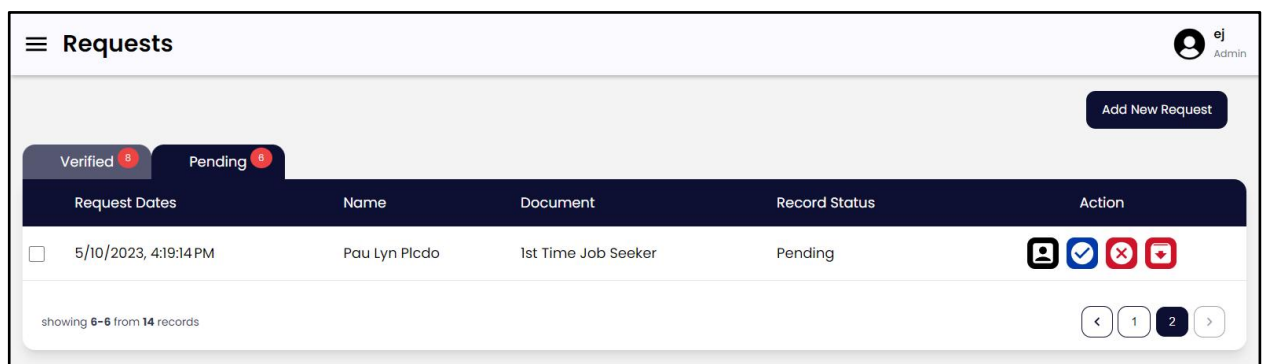 Requests
ej
Admin
Add New Request
Verified 8 Pending 6
Request Dates Name Document Record Status Action
5/10/2023, 4:19:14 PM Pau Lyn Plcdo 1st Time Job Seeker Pending
showing 6-6 from 14 records
1 2